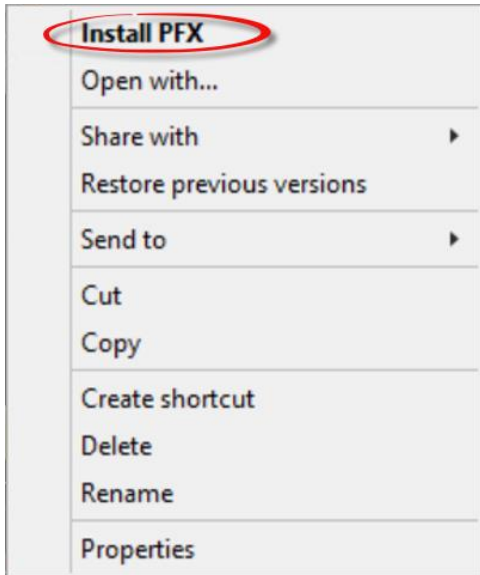 Install PFX
Open with...
Share with
Restore previous versions
Send to
Cut
Copy
Create shortcut
Delete
Rename
Properties